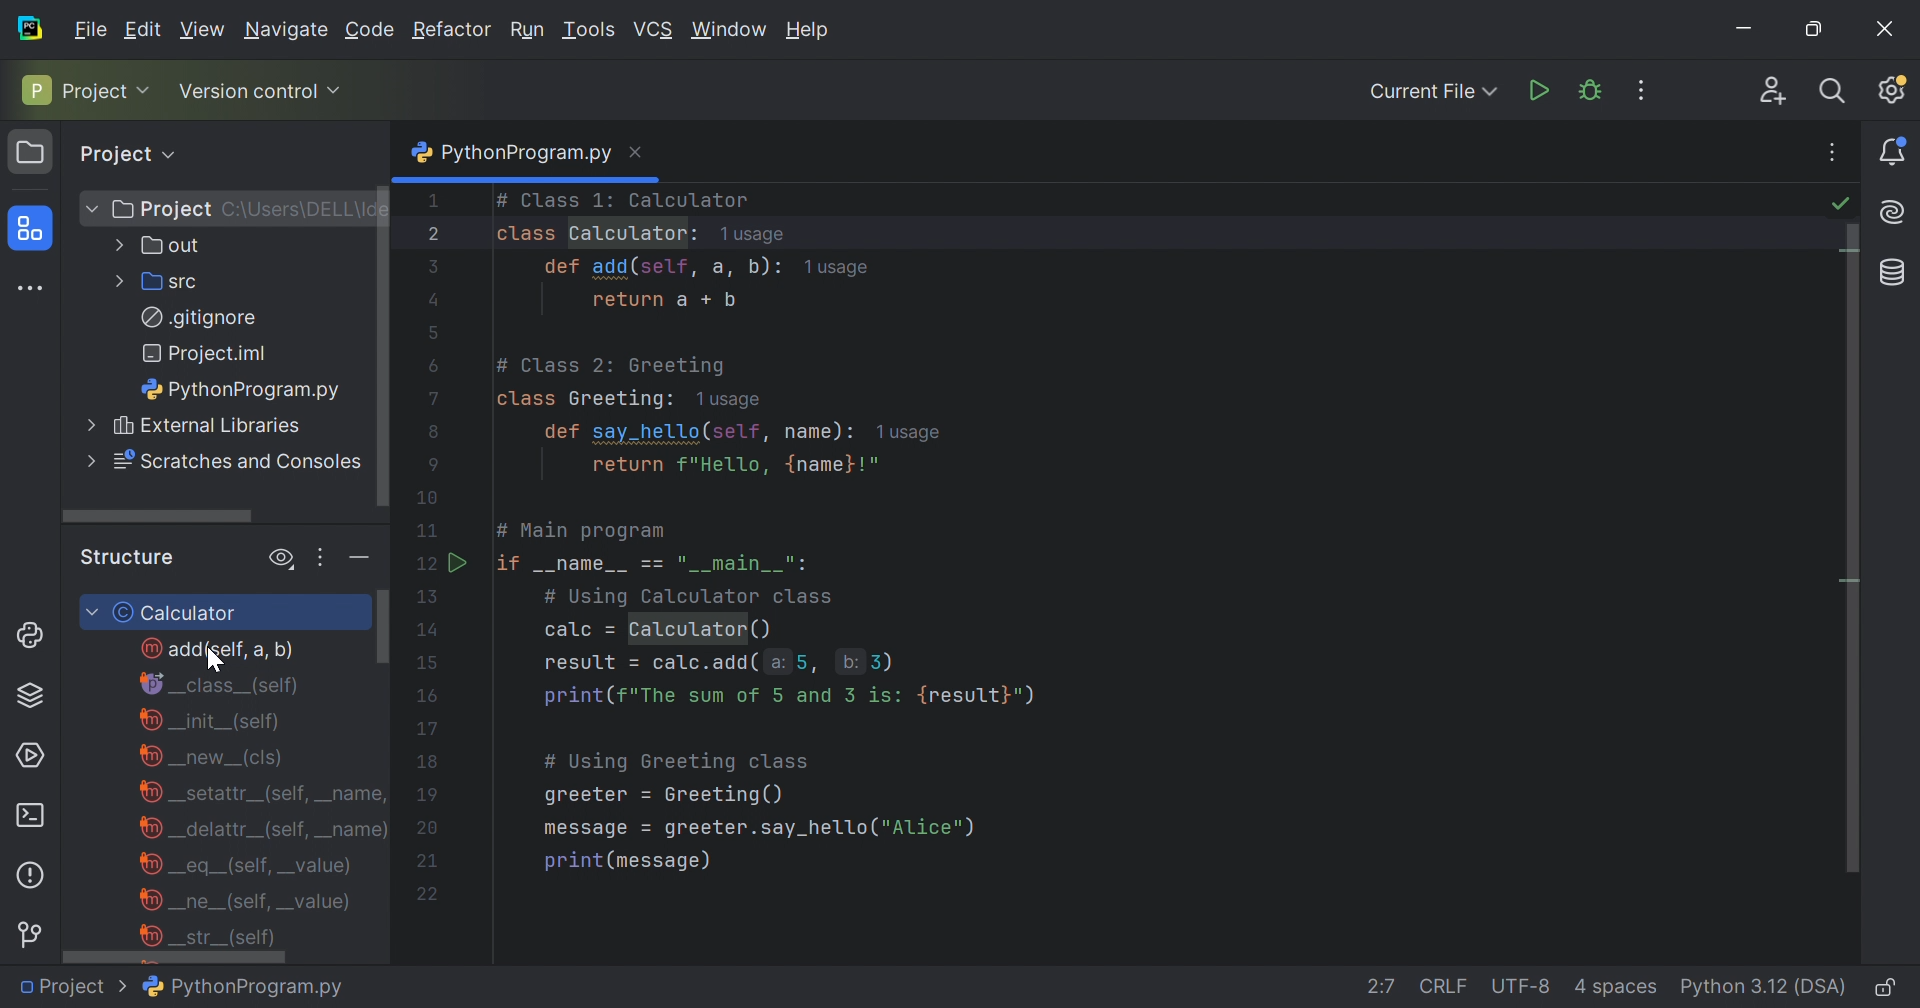 PC File Edit View Navigate Code Refactor Run Tools VCS Window Help
P Project Version control Current File
Project
Project C:\Users\DELL\Ide
out
src
.gitignore
Project.iml
PythonProgram.py
External Libraries
Scratches and Consoles
Structure
Calculator
add(self, a, b)
__class__(self)
__init__(self)
__new__(cls)
__setattr__(self, __name,
__delattr__(self, __name)
__eq__(self, __value)
__ne__(self, __value)
__str__(self)
PythonProgram.py
1 # Class 1: Calculator
2 class Calculator: 1 usage
3 def add(self, a, b): 1 usage
4 return a + b
5
6 # Class 2: Greeting
7 class Greeting: 1 usage
8 def say_hello(self, name): 1 usage
9 return f"Hello, {name}!"
10
11 # Main program
12 if __name__ == "__main__":
13 # Using Calculator class
14 calc = Calculator()
15 result = calc.add( a: 5, b: 3)
16 print(f"The sum of 5 and 3 is: {result}")
17
18 # Using Greeting class
19 greeter = Greeting()
20 message = greeter.say_hello("Alice")
21 print(message)
22
Project > PythonProgram.py 2:7 CRLF UTF-8 4 spaces Python 3.12 (DSA)